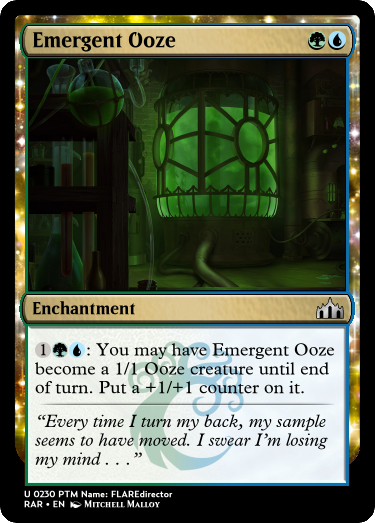 Emergent Ooze
Enchantment
1: You may have Emergent Ooze
become a 1/1 Ooze creature until end
of turn. Put a +1/+1 counter on it.
“Every time I turn my back, my sample
seems to have moved. I swear I’m losing
my mind . . .”
U 0230 PTM Name: FLAREdirector
RAR • EN Mitchell Malloy